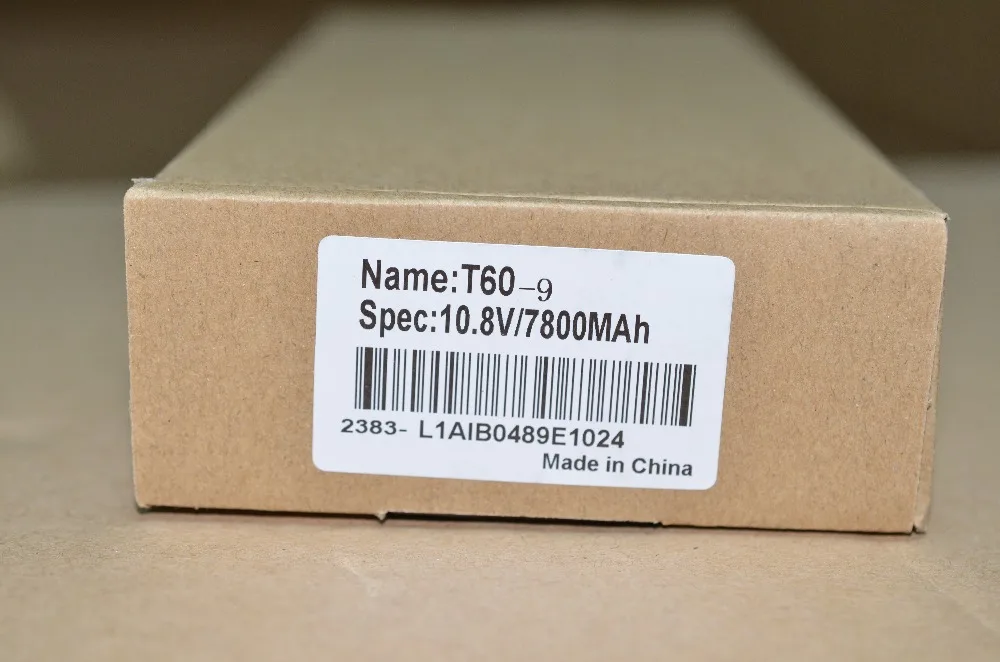 Name:T60-9
Spec:10.8V/7800MAh
2383- L1AIB0489E1024
Made in China